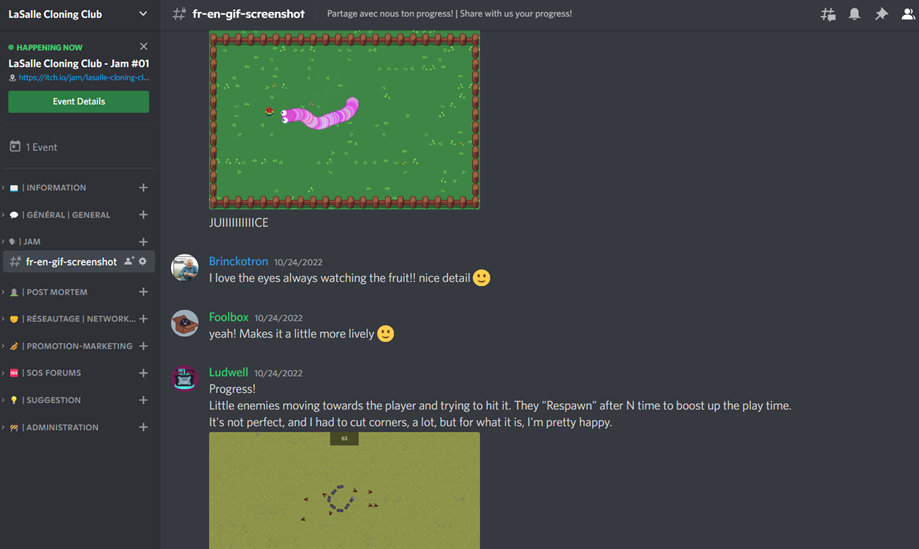 LaSalle Cloning Club
HAPPENING NOW
LaSalle Cloning Club - Jam #01
https://itch.io/jam/lasalle-cloning-cl...
Event Details
1 Event
| INFORMATION
| GÉNÉRAL | GENERAL
| JAM
fr-en-gif-screenshot
| POST MORTEM
| RÉSEAUTAGE | NETWORK...
| PROMOTION-MARKETING
| SOS FORUMS
| SUGGESTION
| ADMINISTRATION
fr-en-gif-screenshot
Partage avec nous ton progress! | Share with us your progress!
JUIIIIIIIIIICE
Brinckotron 10/24/2022
I love the eyes always watching the fruit!! nice detail
Foolbox 10/24/2022
yeah! Makes it a little more lively
Ludwell 10/24/2022
Progress!
Little enemies moving towards the player and trying to hit it. They "Respawn" after N time to boost up the play time.
It's not perfect, and I had to cut corners, a lot, but for what it is, I'm pretty happy.